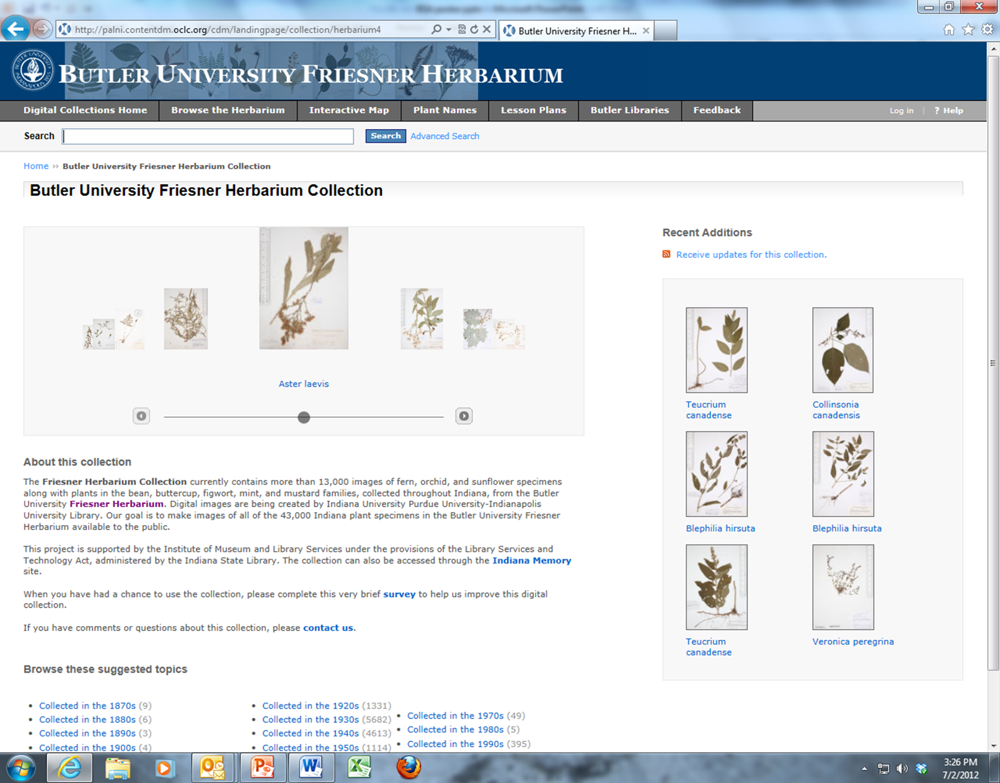 http://palni.contentdm.oclc.org/cdm/landingpage/collection/herbarium4
Butler University Friesner H...
BUTLER UNIVERSITY FRIESNER HERBARIUM
Digital Collections Home
Browse the Herbarium
Interactive Map
Plant Names
Lesson Plans
Butler Libraries
Feedback
Log in | ? Help
Search
Search
Advanced Search
Home ›› Butler University Friesner Herbarium Collection
Butler University Friesner Herbarium Collection
Aster laevis
About this collection
The Friesner Herbarium Collection currently contains more than 13,000 images of fern, orchid, and sunflower specimens
along with plants in the bean, buttercup, figwort, mint, and mustard families, collected throughout Indiana, from the Butler
University Friesner Herbarium. Digital images are being created by Indiana University Purdue University-Indianapolis
University Library. Our goal is to make images of all of the 43,000 Indiana plant specimens in the Butler University Friesner
Herbarium available to the public.
This project is supported by the Institute of Museum and Library Services under the provisions of the Library Services and
Technology Act, administered by the Indiana State Library. The collection can also be accessed through the Indiana Memory
site.
When you have had a chance to use the collection, please complete this very brief survey to help us improve this digital
collection.
If you have comments or questions about this collection, please contact us.
Browse these suggested topics
• Collected in the 1870s (9)
• Collected in the 1880s (6)
• Collected in the 1890s (3)
• Collected in the 1900s (4)
• Collected in the 1920s (1331)
• Collected in the 1930s (5682)
• Collected in the 1940s (4613)
• Collected in the 1950s (1114)
• Collected in the 1970s (49)
• Collected in the 1980s (5)
• Collected in the 1990s (395)
Recent Additions
Receive updates for this collection.
Teucrium
canadense
Collinsonia
canadensis
Blephilia hirsuta
Blephilia hirsuta
Teucrium
canadense
Veronica peregrina
3:26 PM
7/2/2012